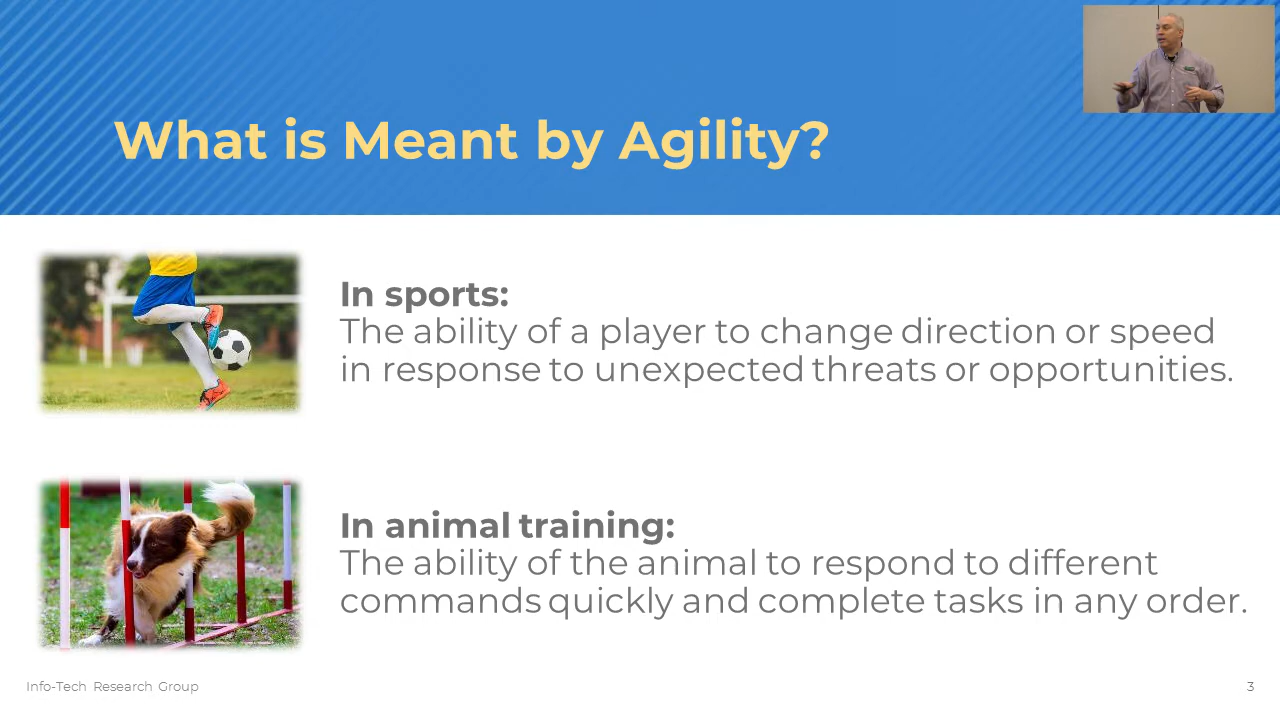 What is Meant by Agility?
In sports:
The ability of a player to change direction or speed
in response to unexpected threats or opportunities.
In animal training:
The ability of the animal to respond to different
commands quickly and complete tasks in any order.
Info-Tech Research Group
3